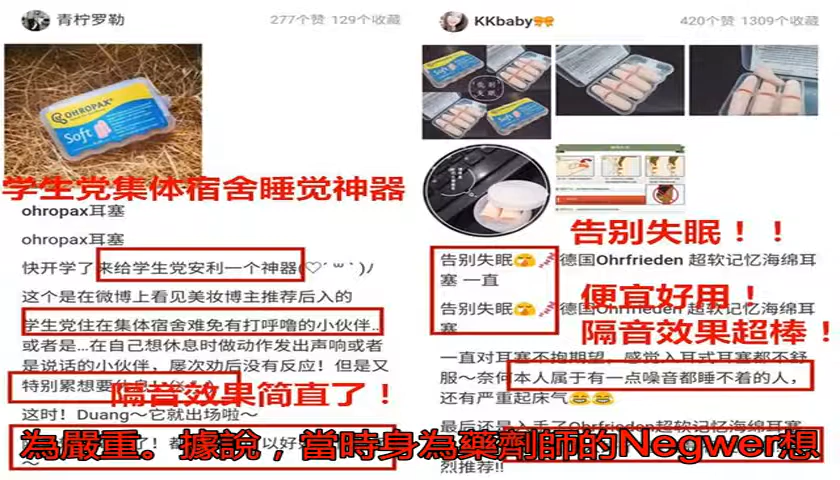 青柠罗勒
277个赞 129个收藏
OHROPAX
Soft
学生党集体宿舍睡觉神器
ohropax耳塞
ohropax耳塞
快开学了来给学生党安利一个神器(♡˙︶˙)ﾉ
这个是在微博上看见美妆博主推荐后入的
学生党住在集体宿舍难免有打呼噜的小伙伴..
或者是...在自己想休息时做动作发出声响或者
是说话的小伙伴，屡次劝后没有反应！但是又
特别累想要
隔音效果简直了！
这时！Duang～它就出场啦～
KKbaby
420个赞 1309个收藏
告别失眠
告别失眠！！
告别失眠 德国Ohrfrieden 超软记忆海绵耳
塞 一直
便宜好用！
告别失眠 德国Ohrfrieden 超软记忆海绵耳
塞
隔音效果超棒！
一直对耳塞不抱期望，感觉入耳式耳塞都不舒
服～奈何本人属于有一点噪音都睡不着的人，
还有严重起床气
最后还是入手了Ohrfrieden超软记忆海绵耳塞
烈推荐!!
為嚴重。據說，當時身為藥劑師的Negwer想